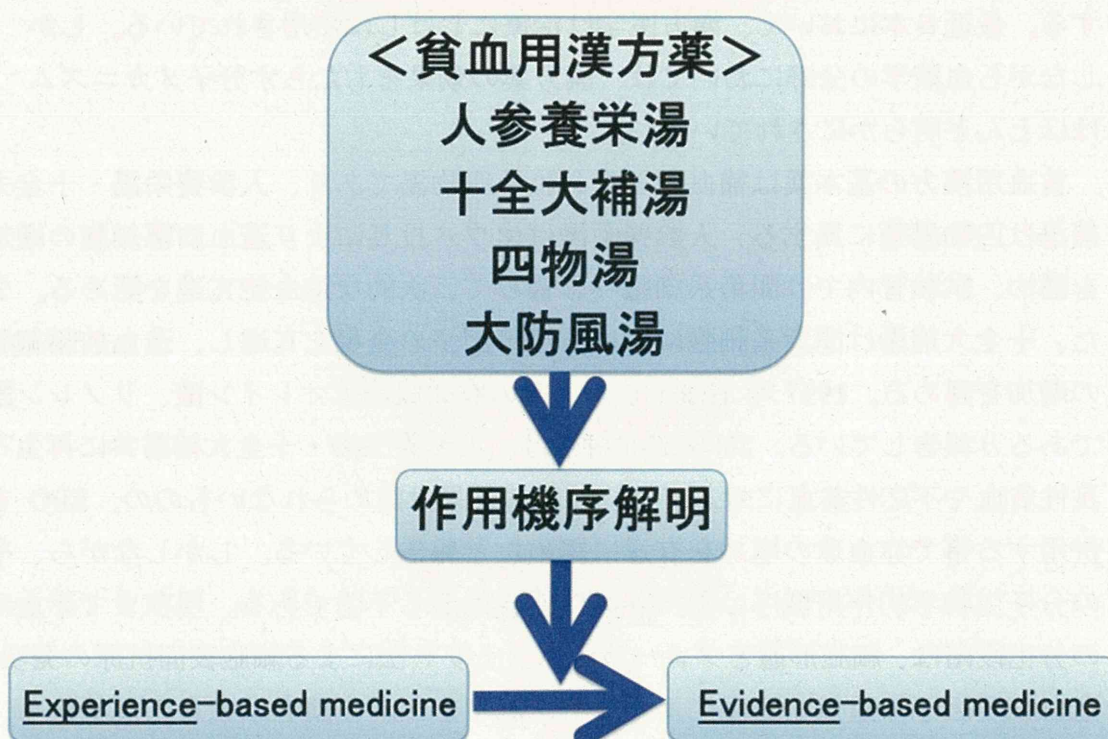 ＜貧血用漢方薬＞
人参養栄湯
十全大補湯
四物湯
大防風湯
作用機序解明
Experience-based medicine
Evidence-based medicine